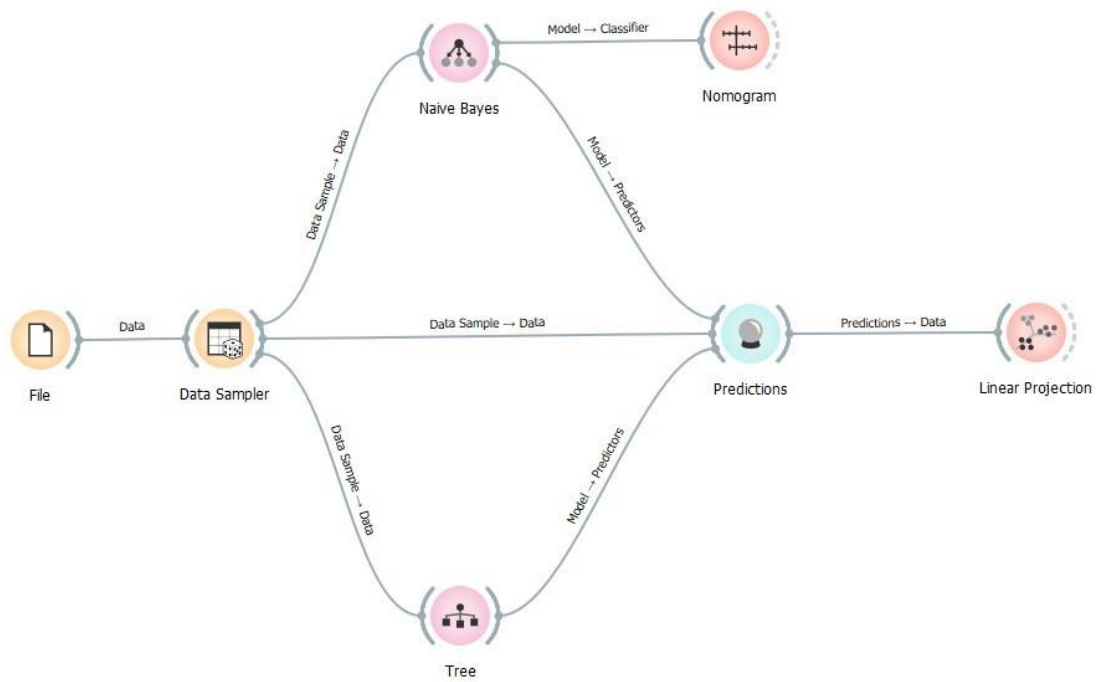 Model → Classifier
Naive Bayes
Nomogram
Data Sample → Data
Model → Predictors
Data
Data Sample → Data
Predictions → Data
File
Data Sampler
Predictions
Linear Projection
Data Sample → Data
Model → Predictors
Tree